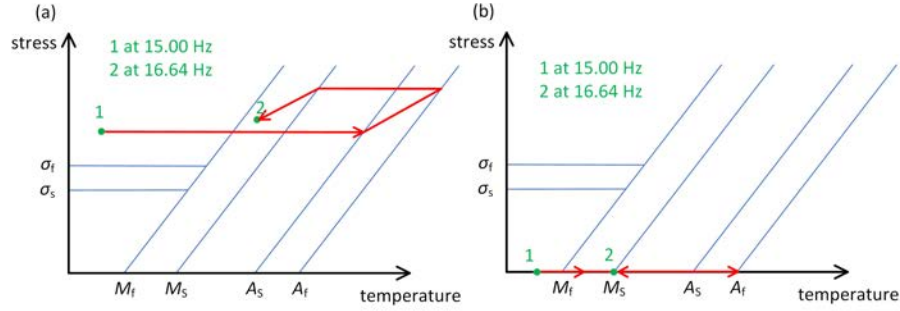 (a)
stress
1 at 15.00 Hz
2 at 16.64 Hz
1
2
σf
σs
Mf
MS
AS
Af
temperature
(b)
stress
1 at 15.00 Hz
2 at 16.64 Hz
σf
σs
1
2
Mf
MS
AS
Af
temperature